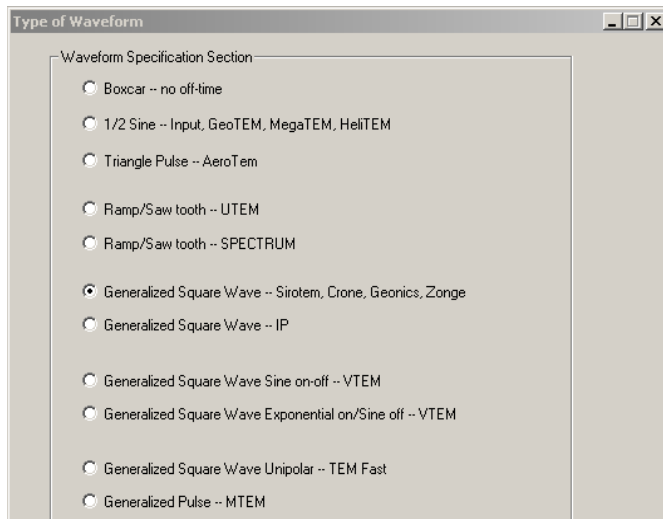 Type of Waveform
Waveform Specification Section
Boxcar -- no off-time
1/2 Sine -- Input, GeoTEM, MegaTEM, HeliTEM
Triangle Pulse -- AeroTem
Ramp/Saw tooth -- UTEM
Ramp/Saw tooth -- SPECTRUM
Generalized Square Wave -- Sirotem, Crone, Geonics, Zonge
Generalized Square Wave -- IP
Generalized Square Wave Sine on-off -- VTEM
Generalized Square Wave Exponential on/Sine off -- VTEM
Generalized Square Wave Unipolar -- TEM Fast
Generalized Pulse -- MTEM